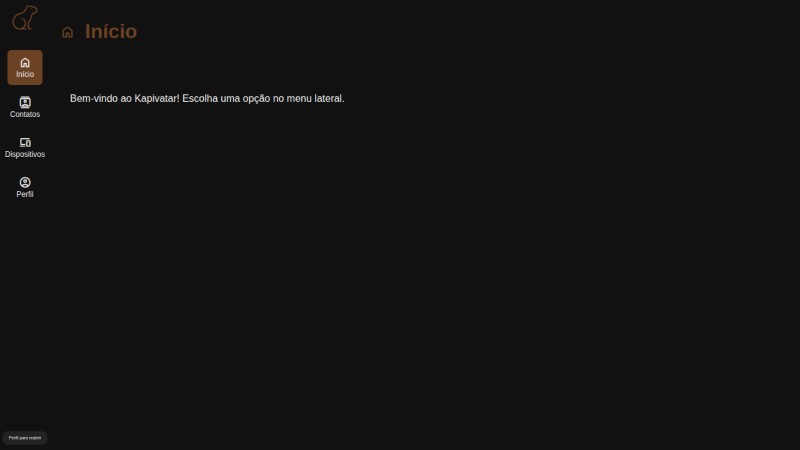 Início
Início
Bem-vindo ao Kapivatar! Escolha uma opção no menu lateral.
Contatos
Dispositivos
Perfil